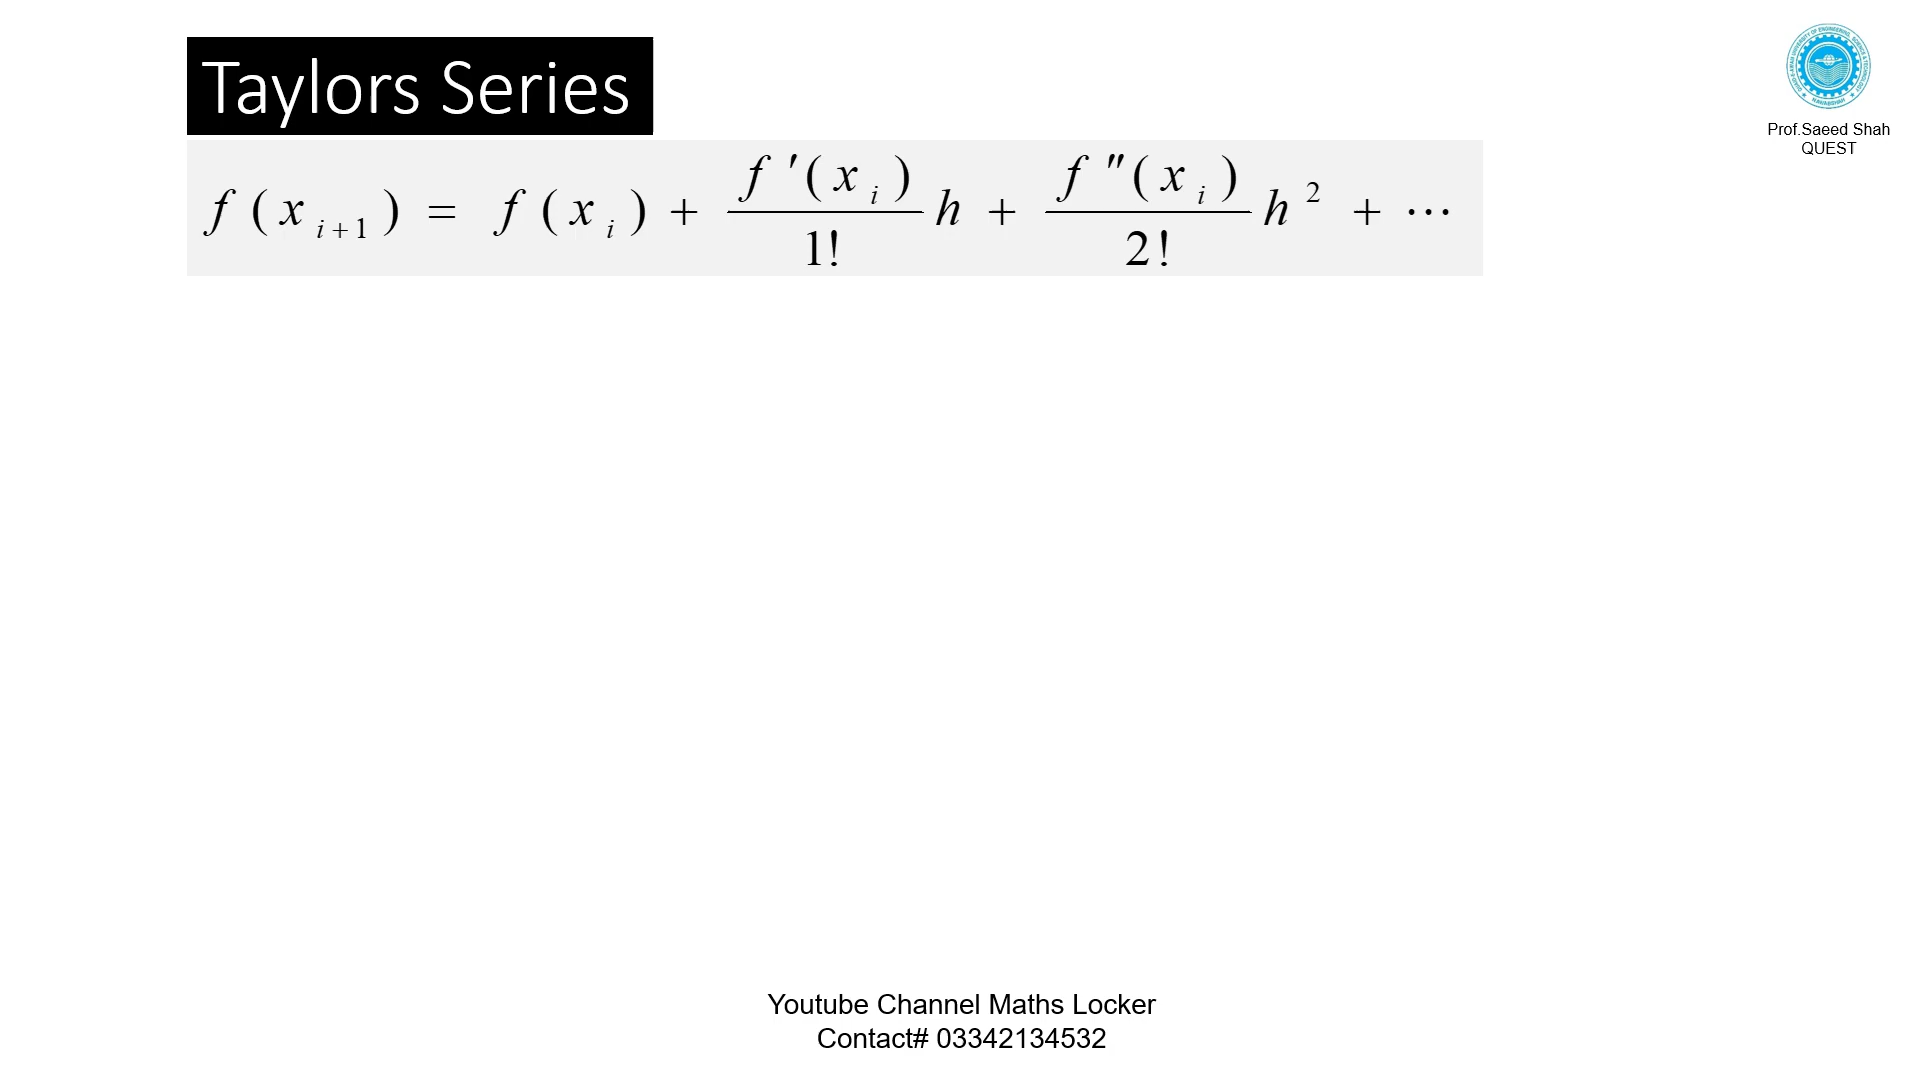 Taylors Series
f(x_{i+1}) = f(x_i) + \frac{f'(x_i)}{1!} h + \frac{f''(x_i)}{2!} h^2 + ⋯
Prof.Saeed Shah
QUEST
Youtube Channel Maths Locker
Contact# 03342134532